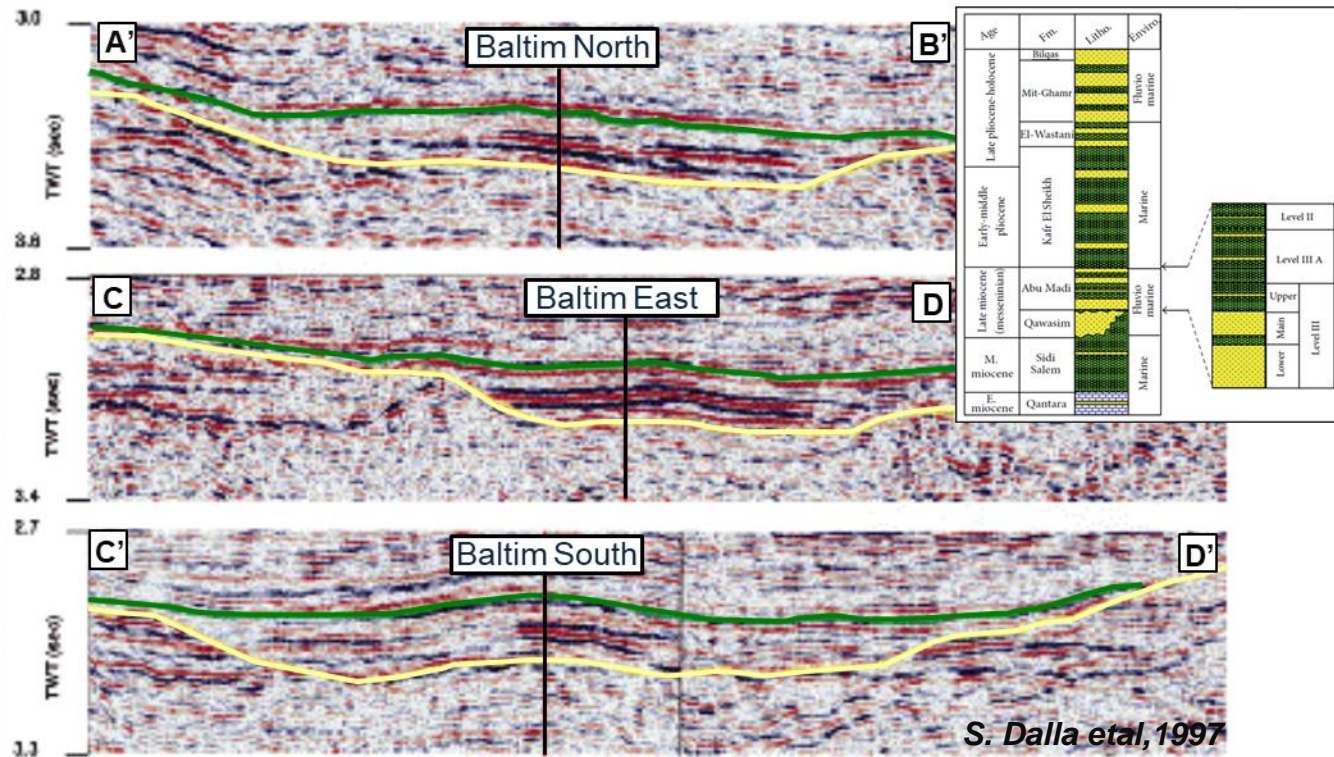 3.0
A'
Baltim North
B'
TWT (sec)
3.6
2.8
C
Baltim East
D
TWT (sec)
3.4
2.7
C'
Baltim South
D'
TWT (sec)
3.3
S. Dalla etal,1997
Age
Fm.
Litho.
Enviro.
Late pliocene-holocene
Bilqas
Mit-Ghamr
Fluvio
marine
El-Wastani
Early-middle
pliocene
Kafr El Sheikh
Marine
Late miocene
(messeninian)
Abu Madi
Fluvio
marine
Qawasim
M.
miocene
Sidi
Salem
Marine
E.
miocene
Qantara
Level II
Level III A
Upper
Main
Lower
Level III